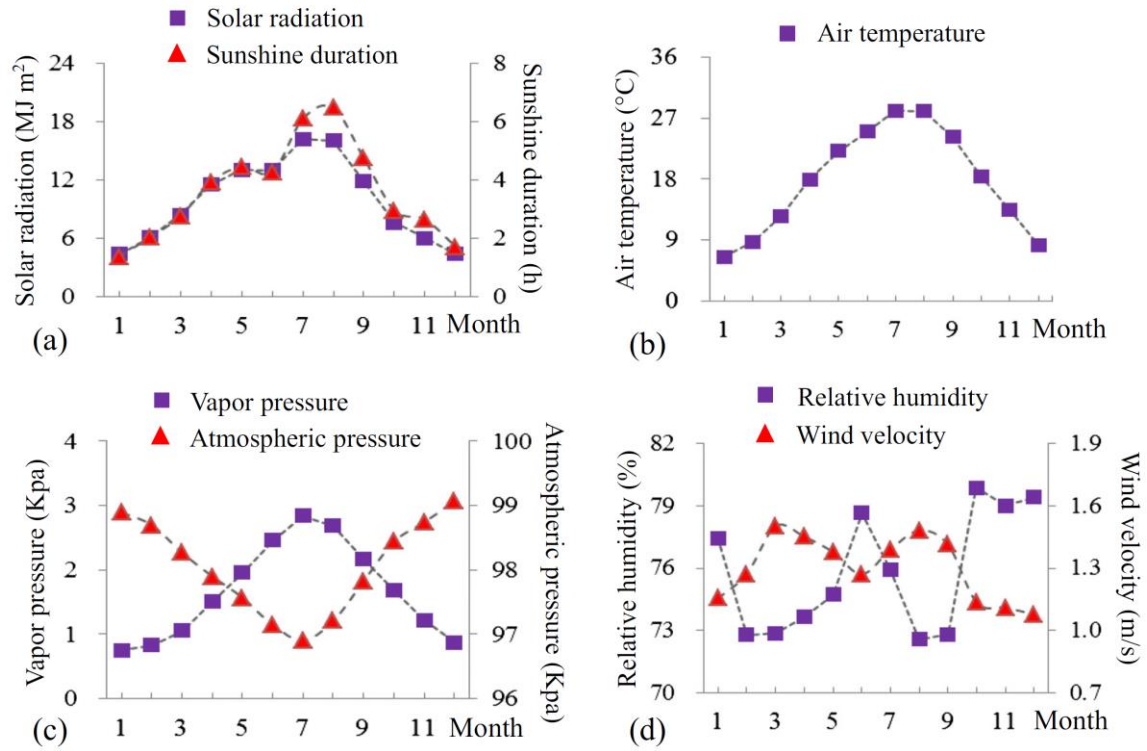 Solar radiation
Sunshine duration
Solar radiation (MJ m²)
24
18
12
6
0
8
6
4
2
0
Sunshine duration (h)
1 3 5 7 9 11 Month
(a)
Air temperature
Air temperature (°C)
36
27
18
9
0
1 3 5 7 9 11 Month
(b)
Vapor pressure
Atmospheric pressure
Vapor pressure (Kpa)
4
3
2
1
0
100
99
98
97
96
Atmospheric pressure (Kpa)
1 3 5 7 9 11 Month
(c)
Relative humidity
Wind velocity
Relative humidity (%)
82
79
76
73
70
1.9
1.6
1.3
1.0
0.7
Wind velocity (m/s)
1 3 5 7 9 11 Month
(d)